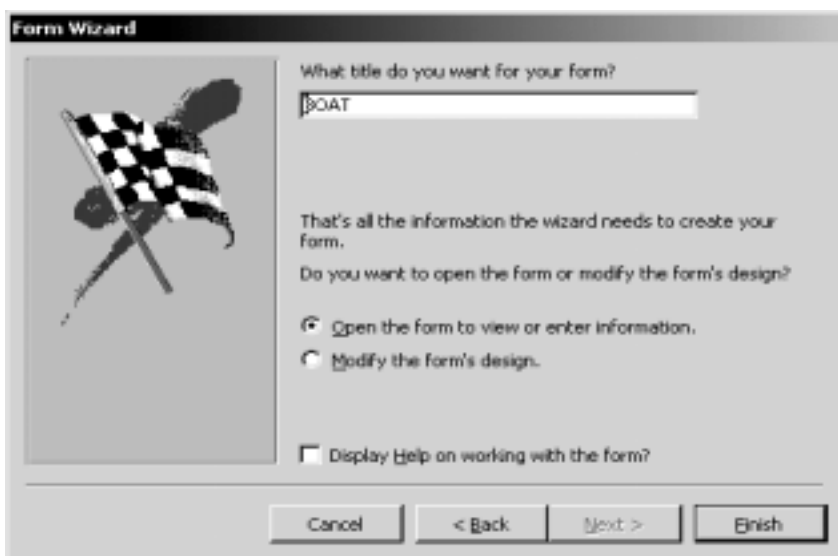 Form Wizard
What title do you want for your form?
BOAT
That's all the information the wizard needs to create your
form.
Do you want to open the form or modify the form's design?
Open the form to view or enter information.
Modify the form's design.
Display Help on working with the form?
Cancel
< Back
Next >
Finish